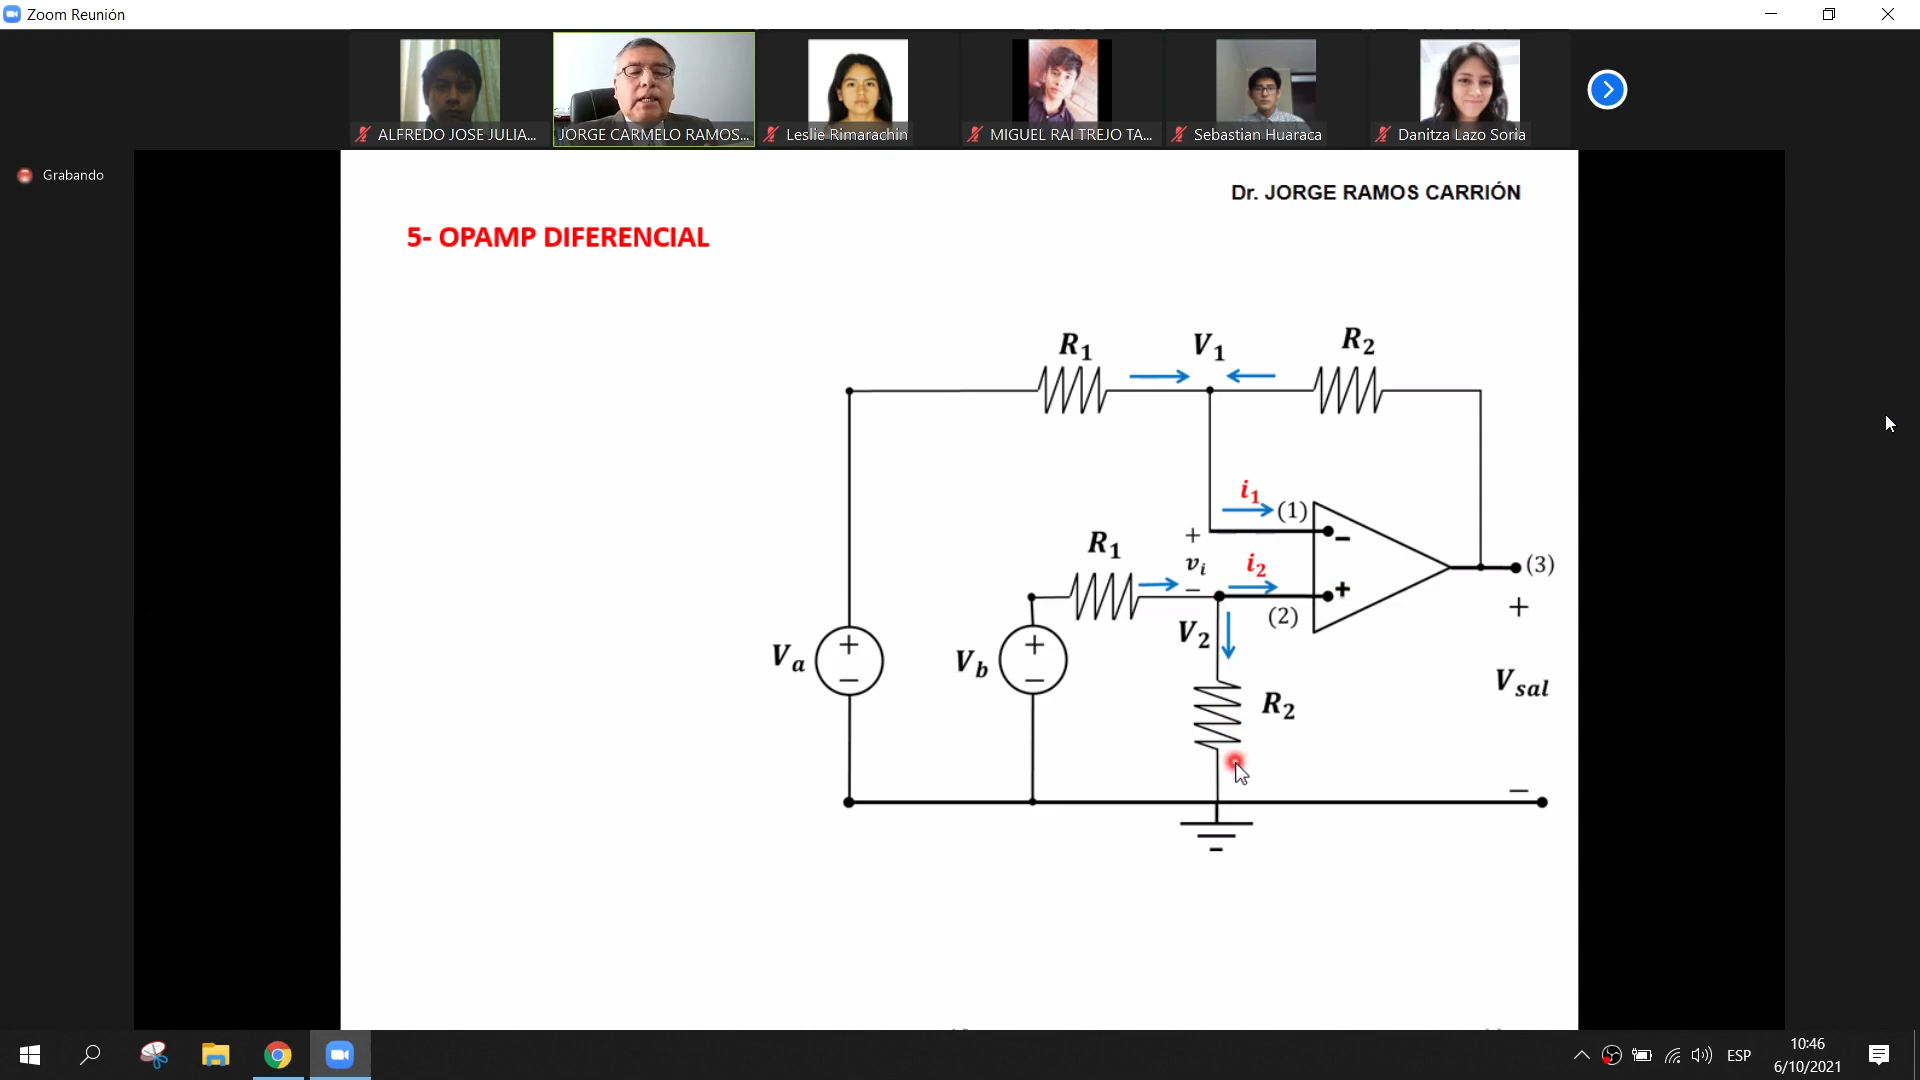 Zoom Reunión
ALFREDO JOSE JULIA...
JORGE CARMELO RAMOS...
Leslie Rimarachin
MIGUEL RAI TREJO TA...
Sebastian Huaraca
Danitza Lazo Soria
Grabando
Dr. JORGE RAMOS CARRIÓN
5- OPAMP DIFERENCIAL
R₁
V₁
R₂
i₁
(1)
+
−
R₁
vᵢ
i₂
(3)
−
+
+
V₂
(2)
Vₐ
+
−
V_b
+
−
V_sal
R₂
−
ESP
10:46
6/10/2021